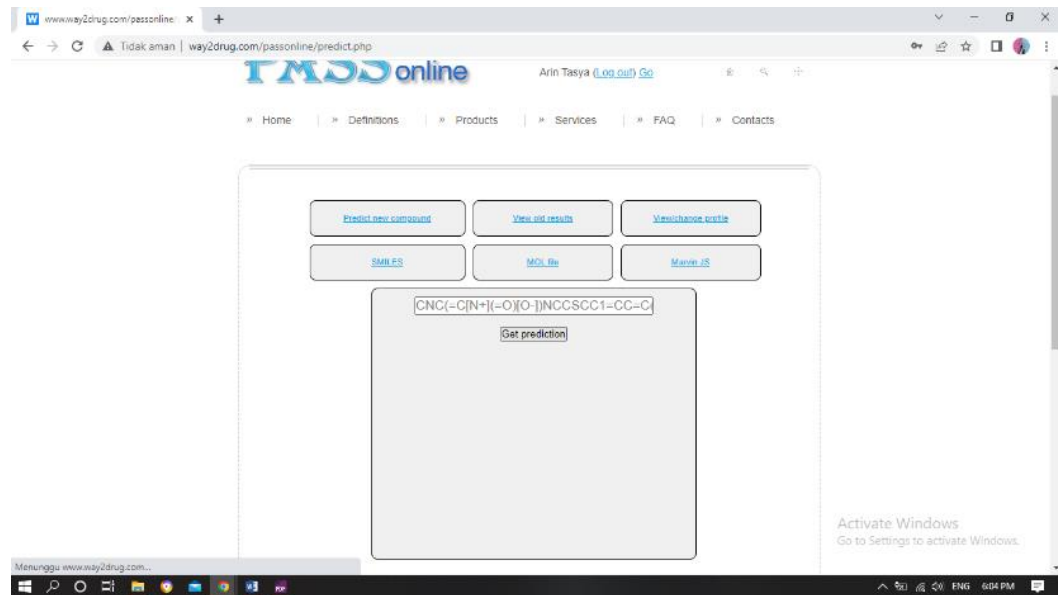 www.way2drug.com/passonline
Tidak aman | way2drug.com/passonline/predict.php
PASS online
Arin Tasya (Log out) Go
» Home » Definitions » Products » Services » FAQ » Contacts
Predict new compound View old results View/change profile
SMILES MOL file Marvin JS
CNC(=C[N+](=O)[O-])NCCSCC1=CC=C
Get prediction
Activate Windows
Go to Settings to activate Windows.
Menunggu www.way2drug.com...
ENG 6:04 PM